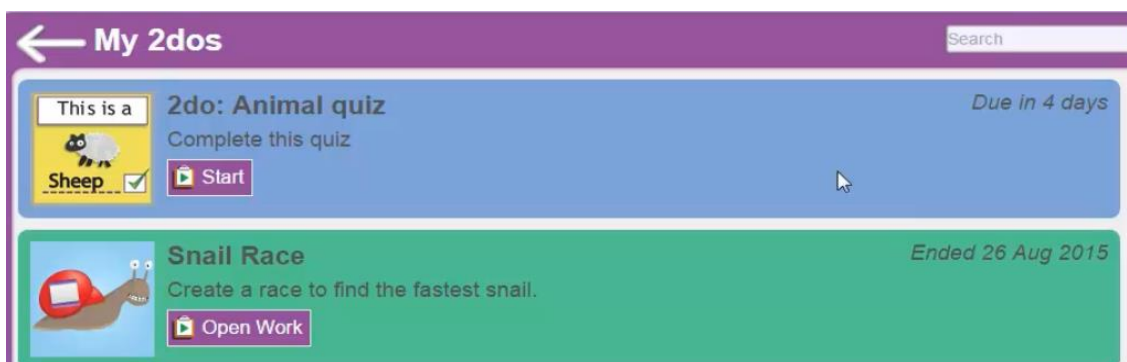 My 2dos
Search
This is a
Sheep
2do: Animal quiz
Due in 4 days
Complete this quiz
Start
Snail Race
Ended 26 Aug 2015
Create a race to find the fastest snail.
Open Work